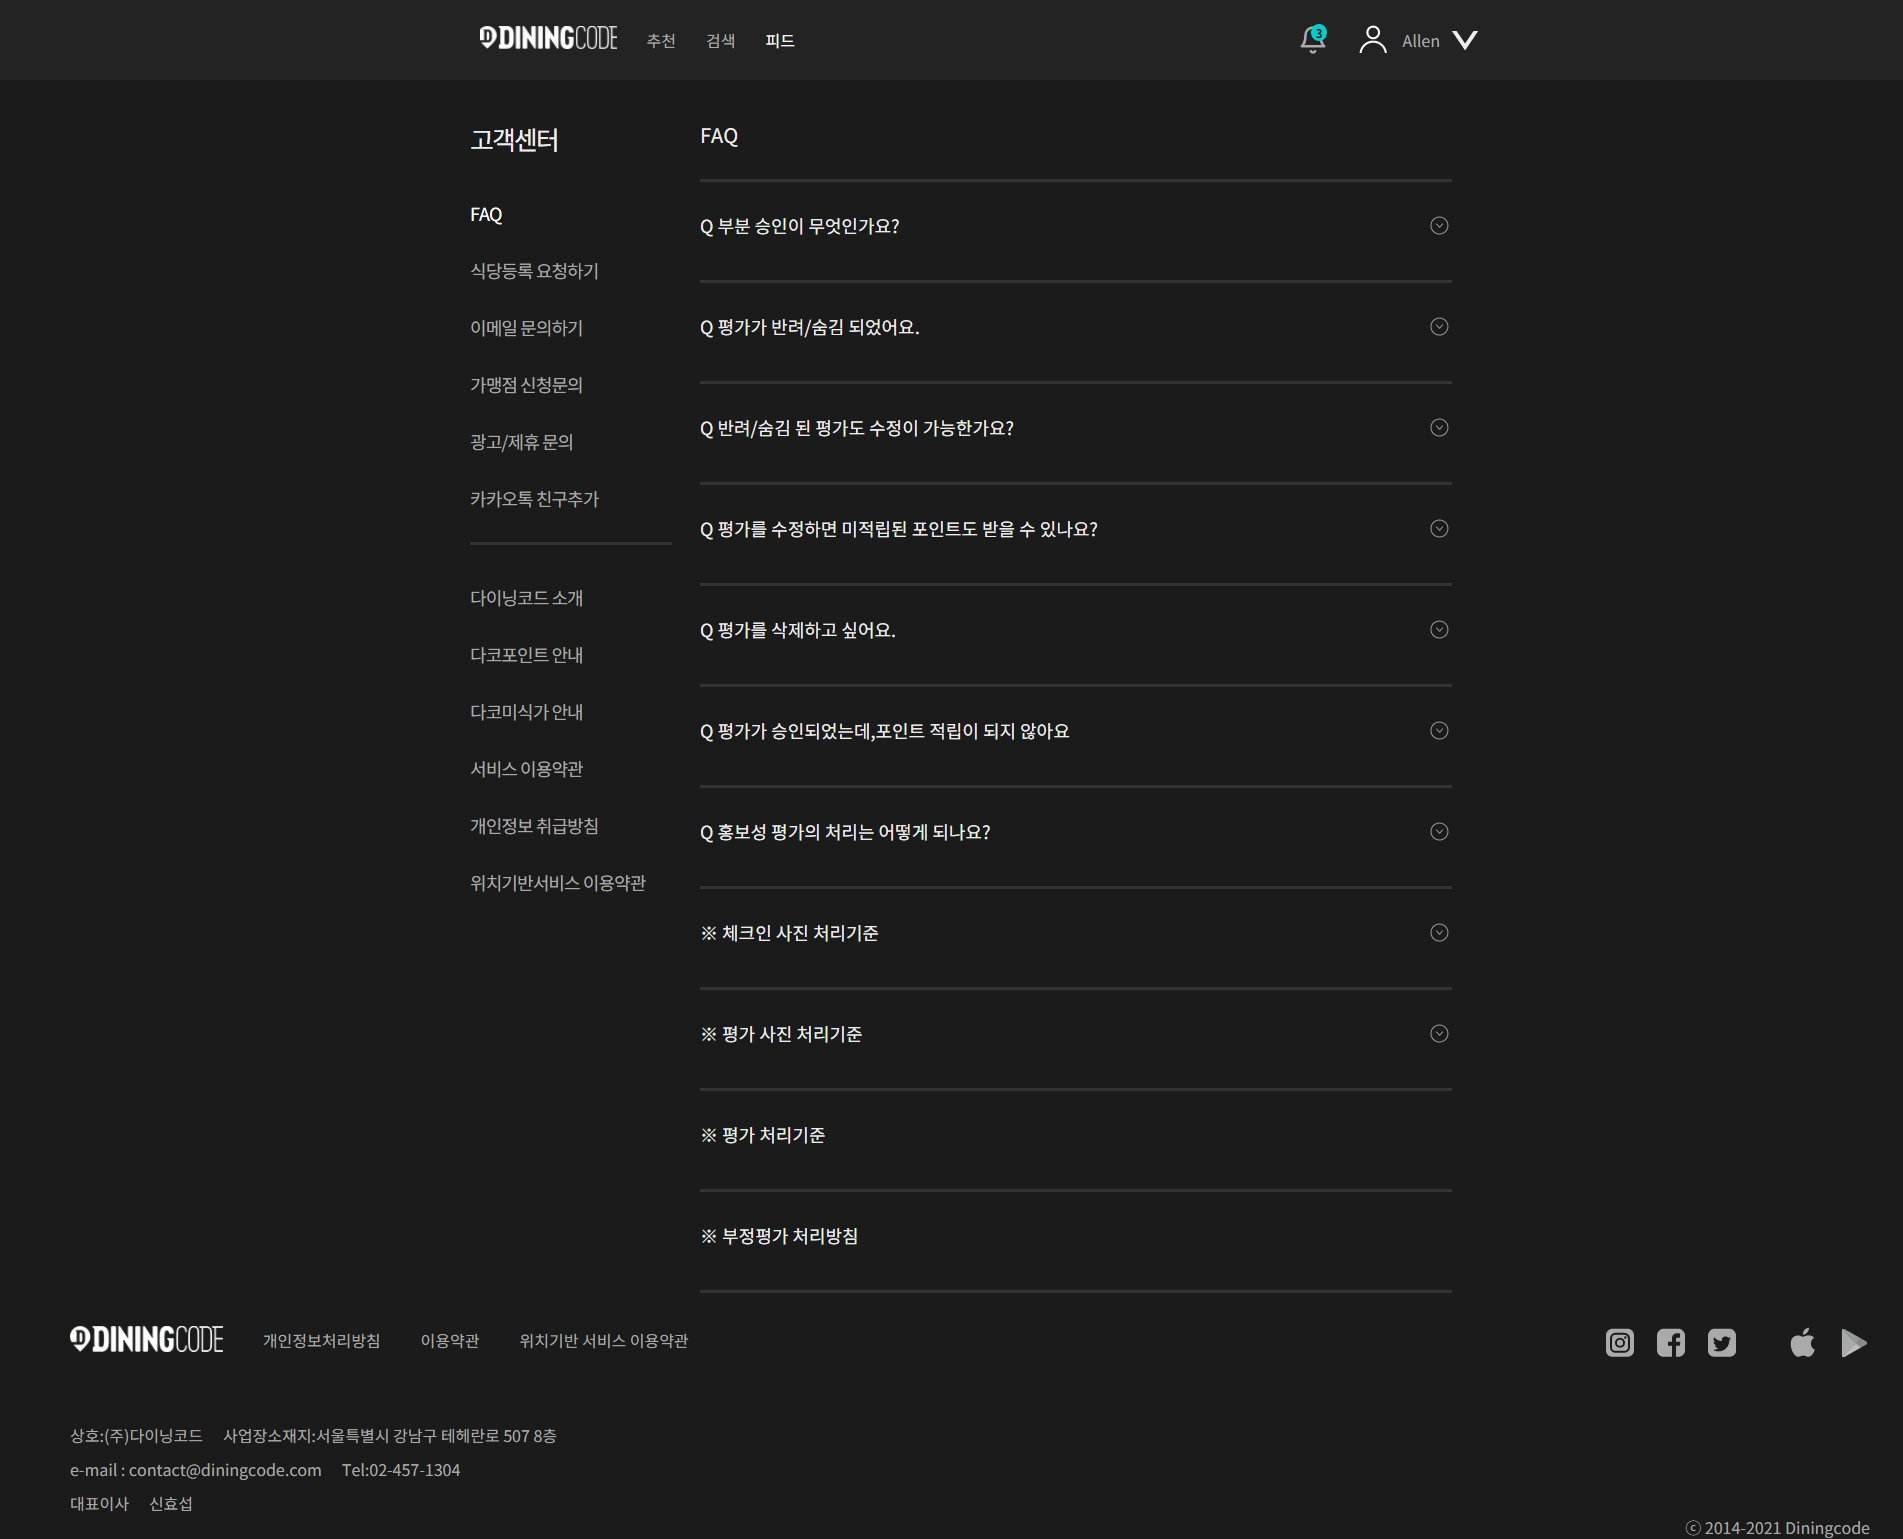 DININGCODE 추천 검색 피드 3 Allen
고객센터
FAQ
식당등록 요청하기
이메일 문의하기
가맹점 신청문의
광고/제휴 문의
카카오톡 친구추가
다이닝코드 소개
다코포인트 안내
다코미식가 안내
서비스 이용약관
개인정보 취급방침
위치기반서비스 이용약관
FAQ
Q 부분 승인이 무엇인가요?
Q 평가가 반려/숨김 되었어요.
Q 반려/숨김 된 평가도 수정이 가능한가요?
Q 평가를 수정하면 미적립된 포인트도 받을 수 있나요?
Q 평가를 삭제하고 싶어요.
Q 평가가 승인되었는데,포인트 적립이 되지 않아요
Q 홍보성 평가의 처리는 어떻게 되나요?
※ 체크인 사진 처리기준
※ 평가 사진 처리기준
※ 평가 처리기준
※ 부정평가 처리방침
DININGCODE 개인정보처리방침 이용약관 위치기반 서비스 이용약관
상호:(주)다이닝코드 사업장소재지:서울특별시 강남구 테헤란로 507 8층
e-mail : contact@diningcode.com Tel:02-457-1304
대표이사 신효섭
ⓒ 2014-2021 Diningcode